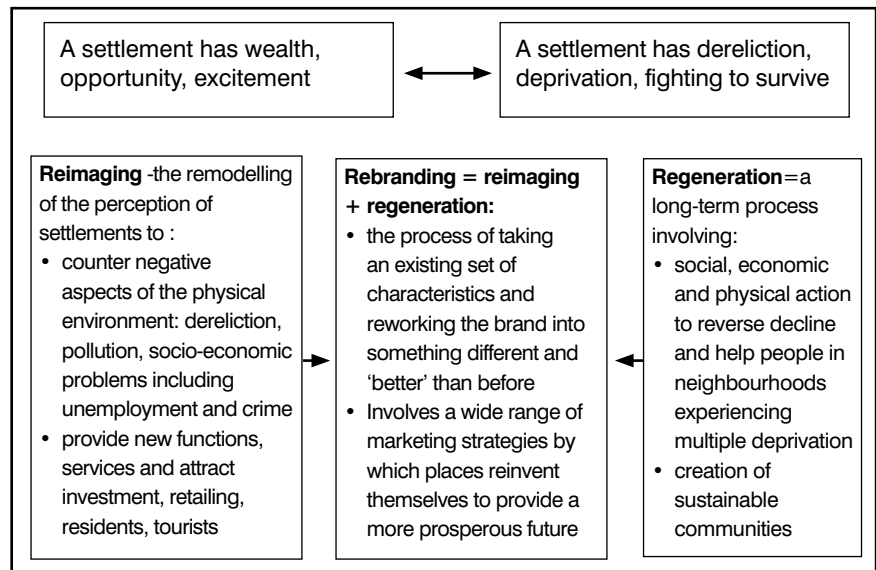 A settlement has wealth,
opportunity, excitement
A settlement has dereliction,
deprivation, fighting to survive
Reimaging -the remodelling
of the perception of
settlements to :
• counter negative
aspects of the physical
environment: dereliction,
pollution, socio-economic
problems including
unemployment and crime
• provide new functions,
services and attract
investment, retailing,
residents, tourists
Rebranding = reimaging
+ regeneration:
• the process of taking
an existing set of
characteristics and
reworking the brand into
something different and
‘better’ than before
• Involves a wide range of
marketing strategies by
which places reinvent
themselves to provide a
more prosperous future
Regeneration=a
long-term process
involving:
• social, economic
and physical action
to reverse decline
and help people in
neighbourhoods
experiencing
multiple deprivation
• creation of
sustainable
communities